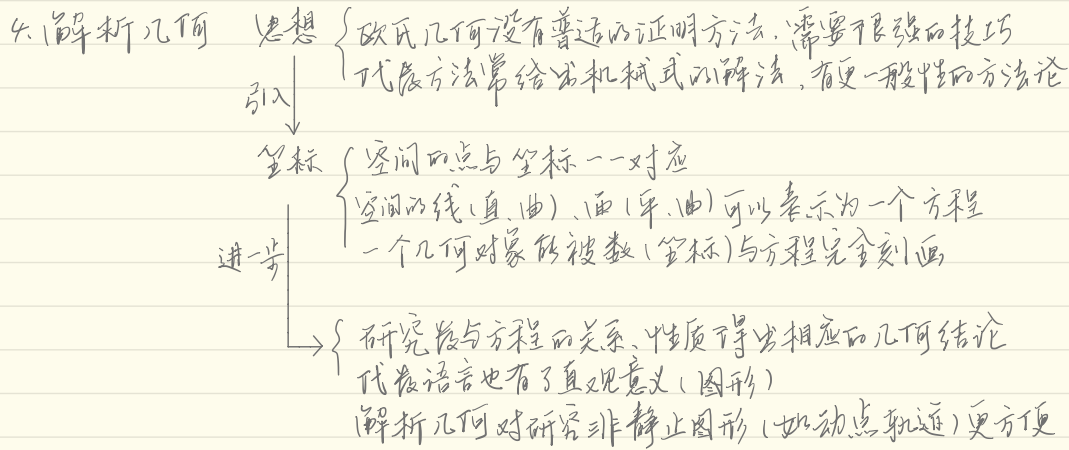 4. 解析几何 思想 欧氏几何没有普适的证明方法，需要很强的技巧
代数方法常给出机械式的解法，有更一般性的方法论
引入
坐标 空间的点与坐标一一对应
空间的线(直、曲)、面(平、曲)可以表示为一个方程
一个几何对象能被数(坐标)与方程完全刻画
进一步
研究数与方程的关系、性质得出相应的几何结论
代数语言也有了直观意义(图形)
解析几何对研究非静止图形(如动点轨迹)更方便